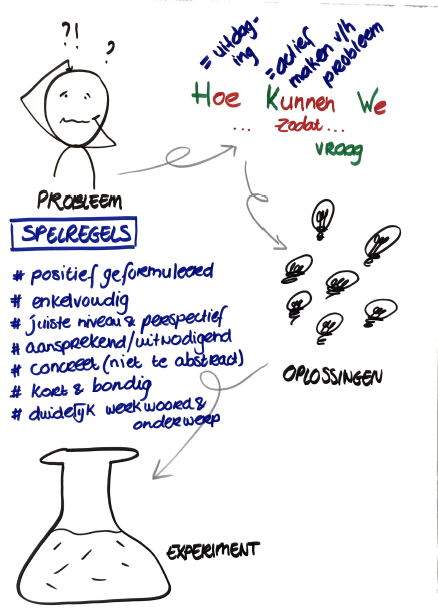 ?! ?
= uitdag-
ing
= actief
maken v/h
probleem
Hoe Kunnen We
... zodat ...
vraag
PROBLEEM
SPELREGELS
# positief geformuleerd
# enkelvoudig
# juiste niveau & perspectief
# aansprekend/uitnodigend
# concreet (niet te abstract)
# kort & bondig
# duidelijk werkwoord &
onderwerp
OPLOSSINGEN
EXPERIMENT